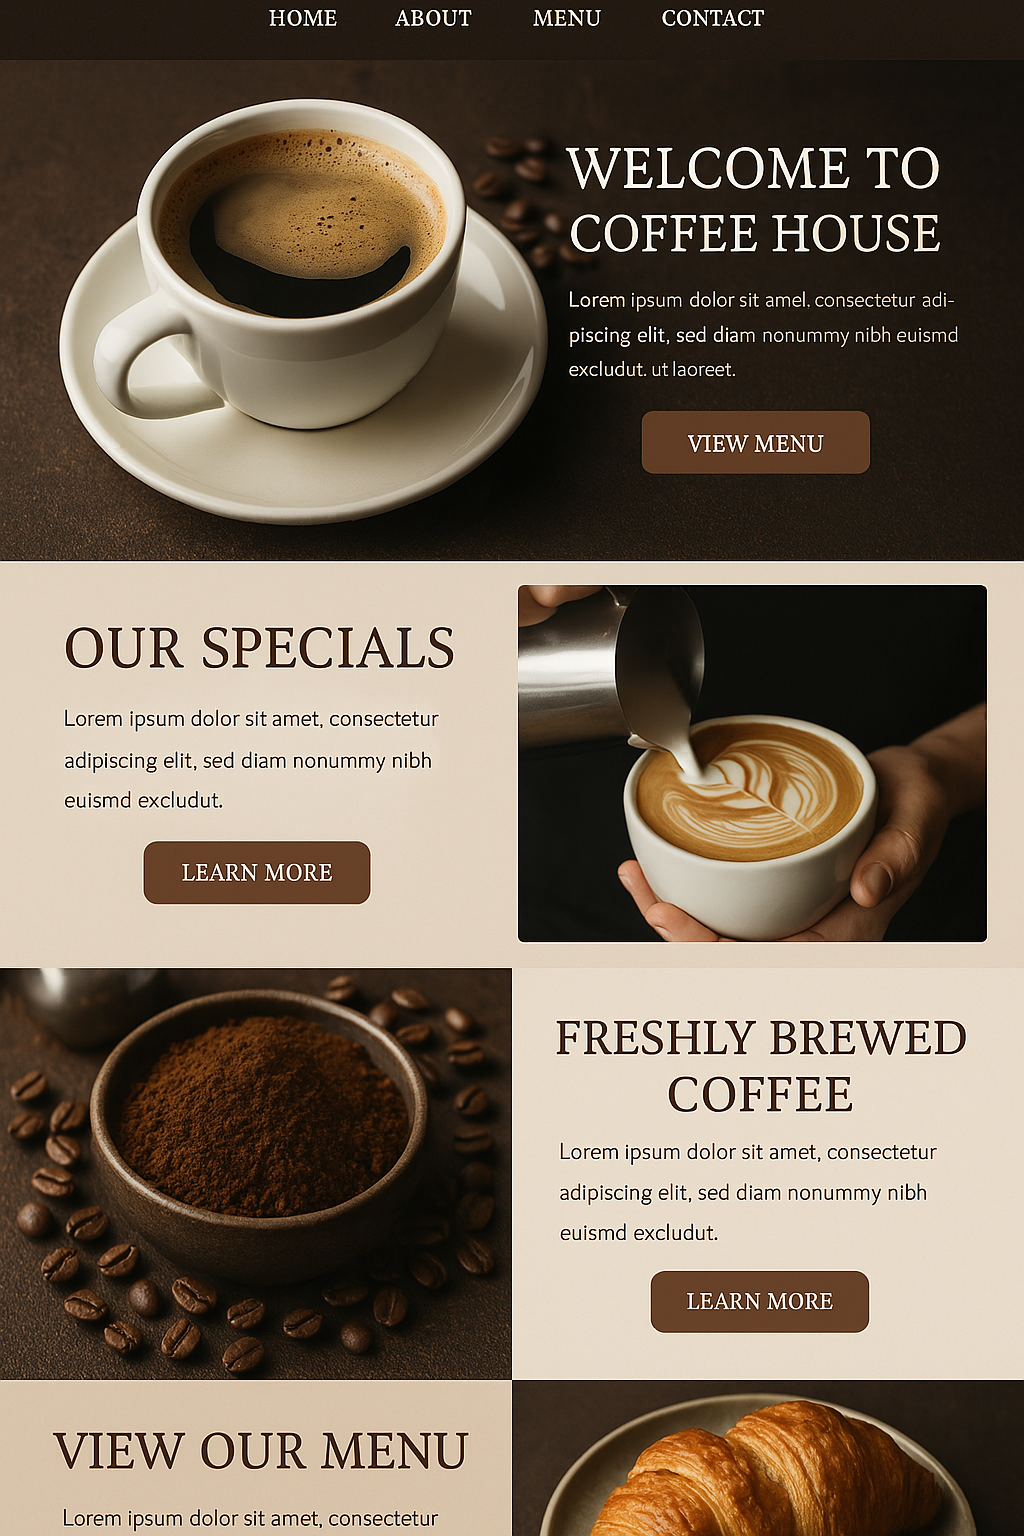 HOME ABOUT MENU CONTACT
WELCOME TO
COFFEE HOUSE
Lorem ipsum dolor sit amel. consectetur adi-
piscing elit, sed diam nonummy nibh euismd
excludut. ut laoreet.
VIEW MENU
OUR SPECIALS
Lorem ipsum dolor sit amet, consectetur
adipiscing elit, sed diam nonummy nibh
euismd excludut.
LEARN MORE
FRESHLY BREWED
COFFEE
Lorem ipsum dolor sit amet, consectetur
adipiscing elit, sed diam nonummy nibh
euismd excludut.
LEARN MORE
VIEW OUR MENU
Lorem ipsum dolor sit amet, consectetur